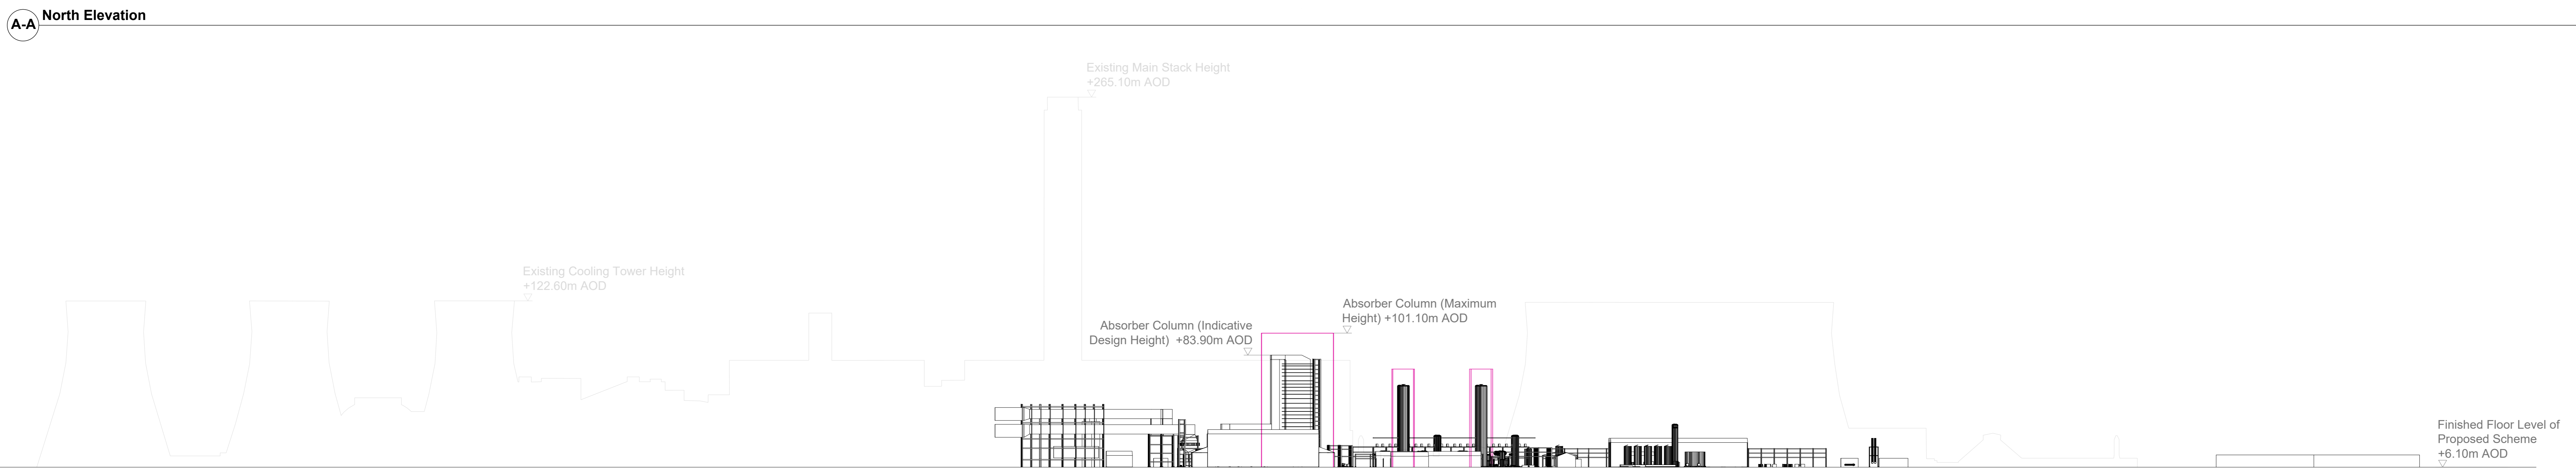 A-A
North Elevation
Existing Main Stack Height
+265.10m AOD
Existing Cooling Tower Height
+122.60m AOD
Absorber Column (Maximum
Height) +101.10m AOD
Absorber Column (Indicative
Design Height) +83.90m AOD
Finished Floor Level of
Proposed Scheme
+6.10m AOD